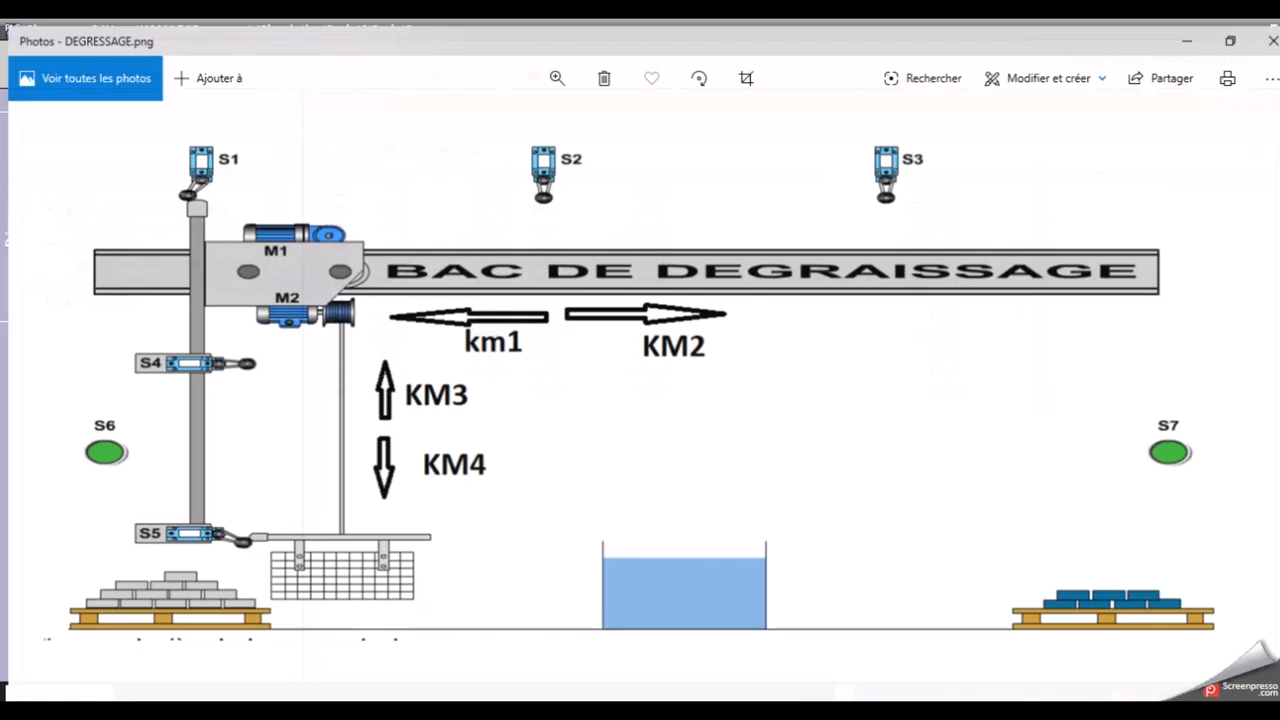 Photos - DEGRESSAGE.png
Voir toutes les photos
Ajouter à
Rechercher
Modifier et créer
Partager
S1
S2
S3
M1
BAC DE DEGRAISSAGE
M2
km1
KM2
S4
KM3
S6
S7
KM4
S5
Screenpresso
.com